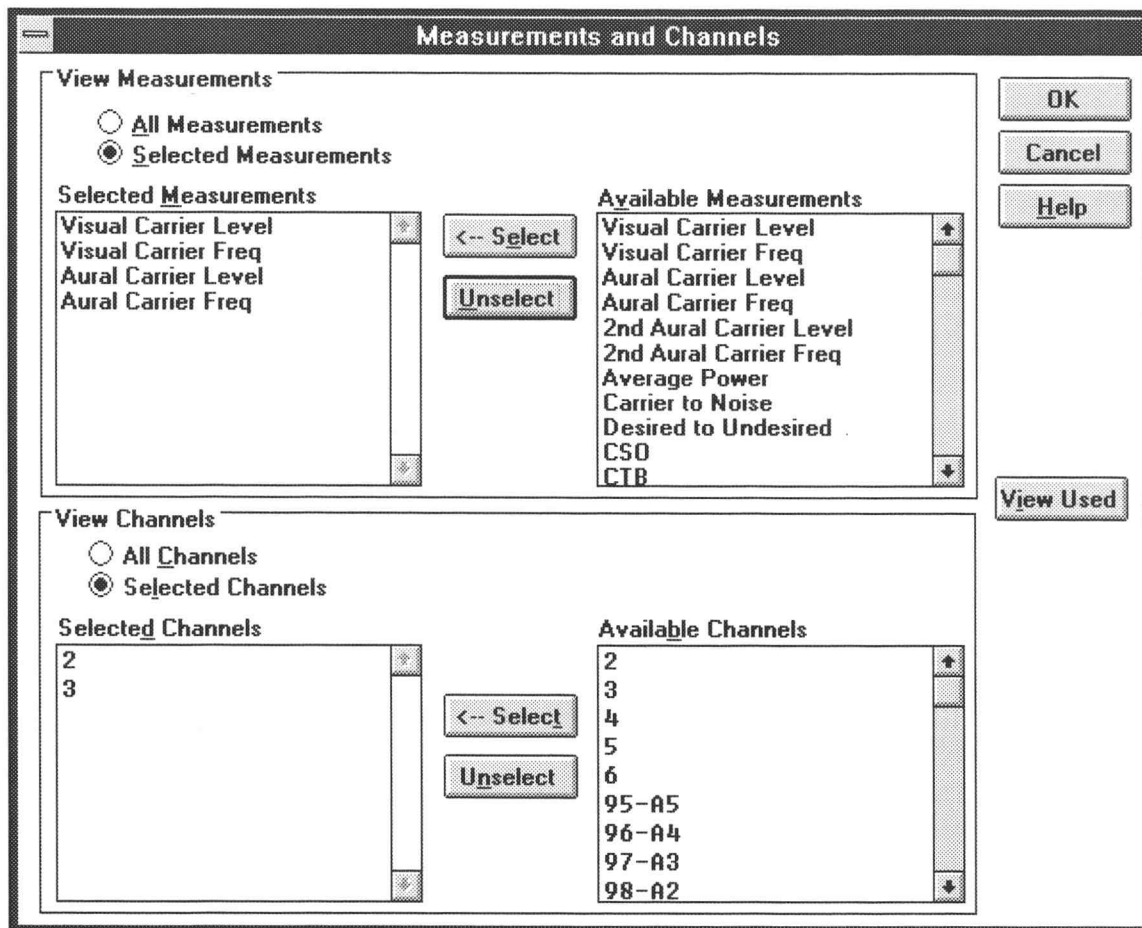 Measurements and Channels
View Measurements
All Measurements
Selected Measurements
Selected Measurements
Visual Carrier Level
Visual Carrier Freq
Aural Carrier Level
Aural Carrier Freq
<-- Select
Unselect
Available Measurements
Visual Carrier Level
Visual Carrier Freq
Aural Carrier Level
Aural Carrier Freq
2nd Aural Carrier Level
2nd Aural Carrier Freq
Average Power
Carrier to Noise
Desired to Undesired
CSO
CTB
OK
Cancel
Help
View Used
View Channels
All Channels
Selected Channels
Selected Channels
2
3
<-- Select
Unselect
Available Channels
2
3
4
5
6
95-A5
96-A4
97-A3
98-A2